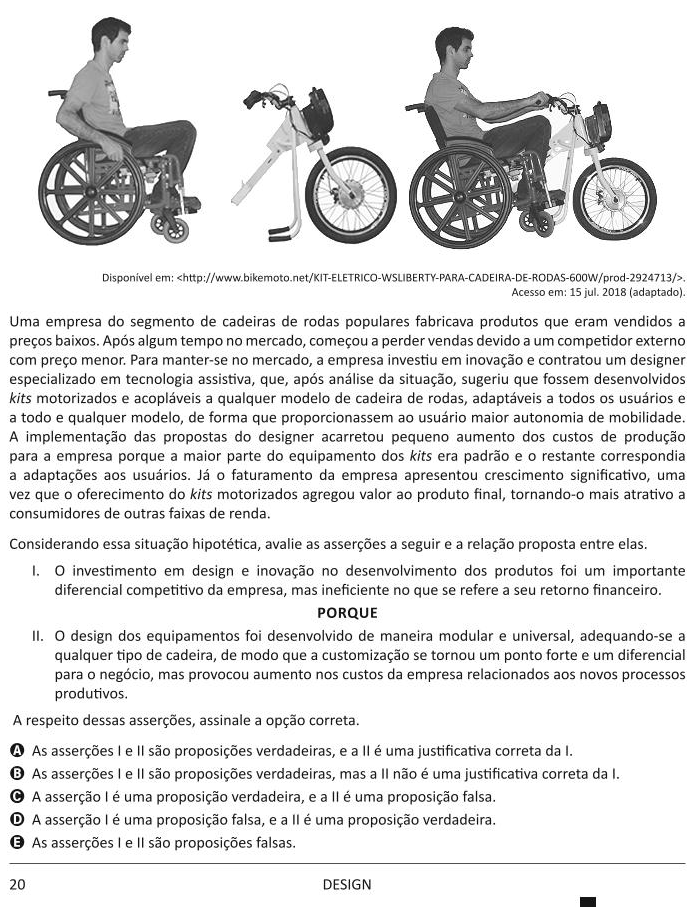 Disponível em: <http://www.bikemoto.net/KIT-ELETRICO-WSLIBERTY-PARA-CADEIRA-DE-RODAS-600W/prod-2924713/>.
Acesso em: 15 jul. 2018 (adaptado).
Uma empresa do segmento de cadeiras de rodas populares fabricava produtos que eram vendidos a
preços baixos. Após algum tempo no mercado, começou a perder vendas devido a um competidor externo
com preço menor. Para manter-se no mercado, a empresa investiu em inovação e contratou um designer
especializado em tecnologia assistiva, que, após análise da situação, sugeriu que fossem desenvolvidos
kits motorizados e acopláveis a qualquer modelo de cadeira de rodas, adaptáveis a todos os usuários e
a todo e qualquer modelo, de forma que proporcionassem ao usuário maior autonomia de mobilidade.
A implementação das propostas do designer acarretou pequeno aumento dos custos de produção
para a empresa porque a maior parte do equipamento dos kits era padrão e o restante correspondia
a adaptações aos usuários. Já o faturamento da empresa apresentou crescimento significativo, uma
vez que o oferecimento do kits motorizados agregou valor ao produto final, tornando-o mais atrativo a
consumidores de outras faixas de renda.
Considerando essa situação hipotética, avalie as asserções a seguir e a relação proposta entre elas.
I. O investimento em design e inovação no desenvolvimento dos produtos foi um importante
diferencial competitivo da empresa, mas ineficiente no que se refere a seu retorno financeiro.
PORQUE
II. O design dos equipamentos foi desenvolvido de maneira modular e universal, adequando-se a
qualquer tipo de cadeira, de modo que a customização se tornou um ponto forte e um diferencial
para o negócio, mas provocou aumento nos custos da empresa relacionados aos novos processos
produtivos.
A respeito dessas asserções, assinale a opção correta.
A As asserções I e II são proposições verdadeiras, e a II é uma justificativa correta da I.
B As asserções I e II são proposições verdadeiras, mas a II não é uma justificativa correta da I.
C A asserção I é uma proposição verdadeira, e a II é uma proposição falsa.
D A asserção I é uma proposição falsa, e a II é uma proposição verdadeira.
E As asserções I e II são proposições falsas.
20 DESIGN